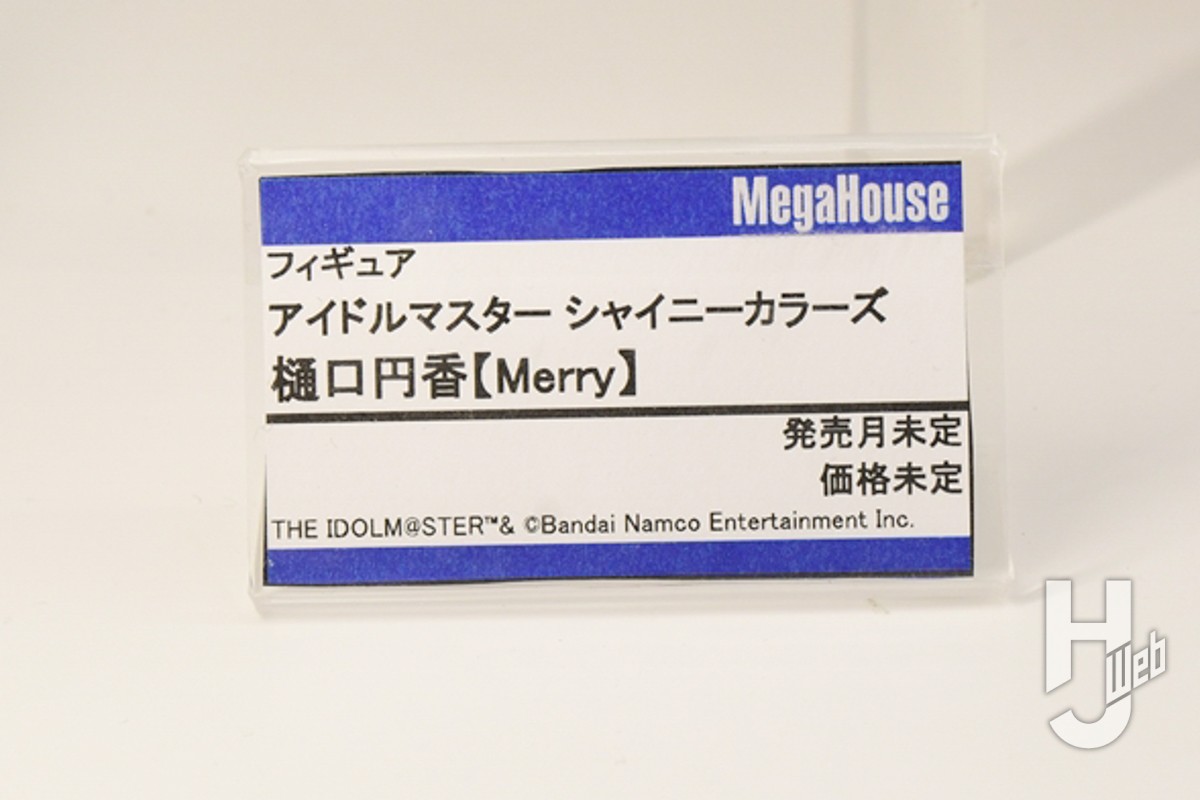 MegaHouse
フィギュア
アイドルマスター シャイニーカラーズ
樋口円香【Merry】
発売月未定
価格未定
THE IDOLM@STER™& ©Bandai Namco Entertainment Inc.
HJ Web